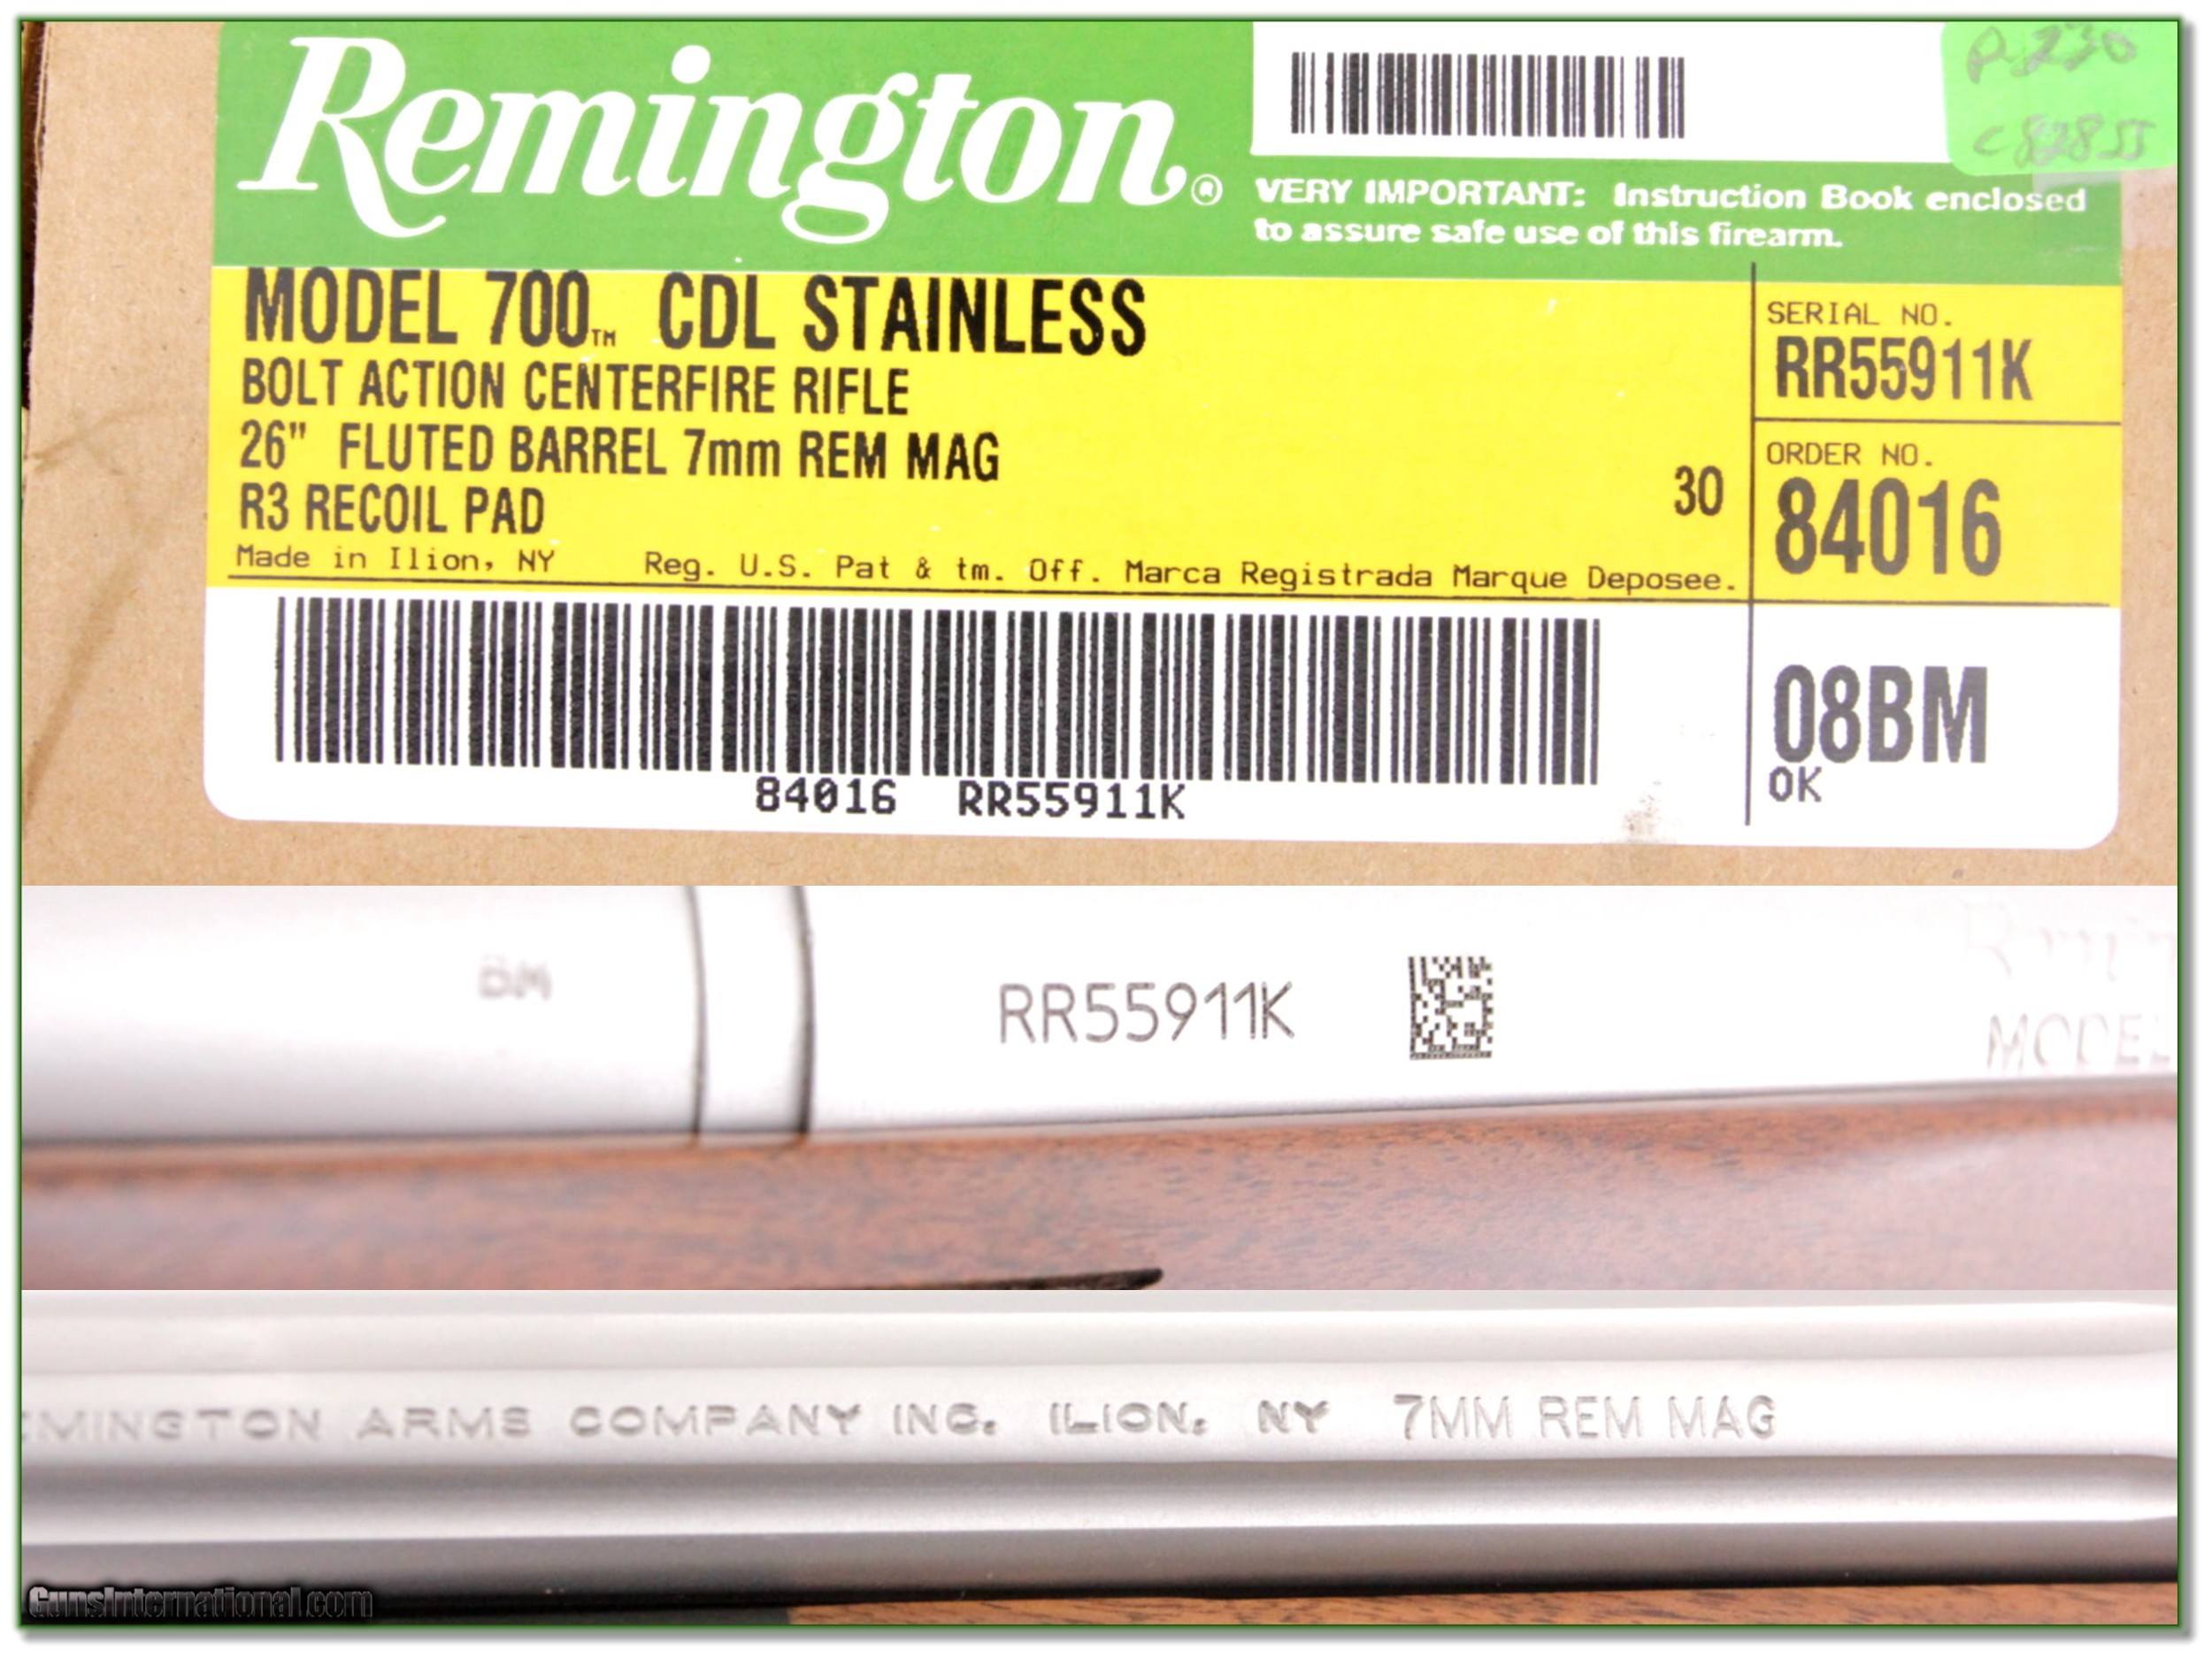 Remington®
VERY IMPORTANT: Instruction Book enclosed
to assure safe use of this firearm.
MODEL 700™ CDL STAINLESS
BOLT ACTION CENTERFIRE RIFLE
26" FLUTED BARREL 7mm REM MAG
R3 RECOIL PAD
30
Made in Ilion, NY Reg. U.S. Pat & tm. Off. Marca Registrada Marque Deposee.
SERIAL NO.
RR55911K
ORDER NO.
84016
08BM
OK
84016 RR55911K
BM
RR55911K
MODEL
EMINGTON ARMS COMPANY INC. ILION, NY 7MM REM MAG
GunsInternational.com